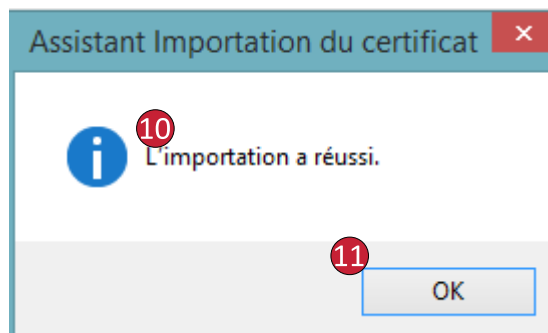 Assistant Importation du certificat
10
L'importation a réussi.
11
OK